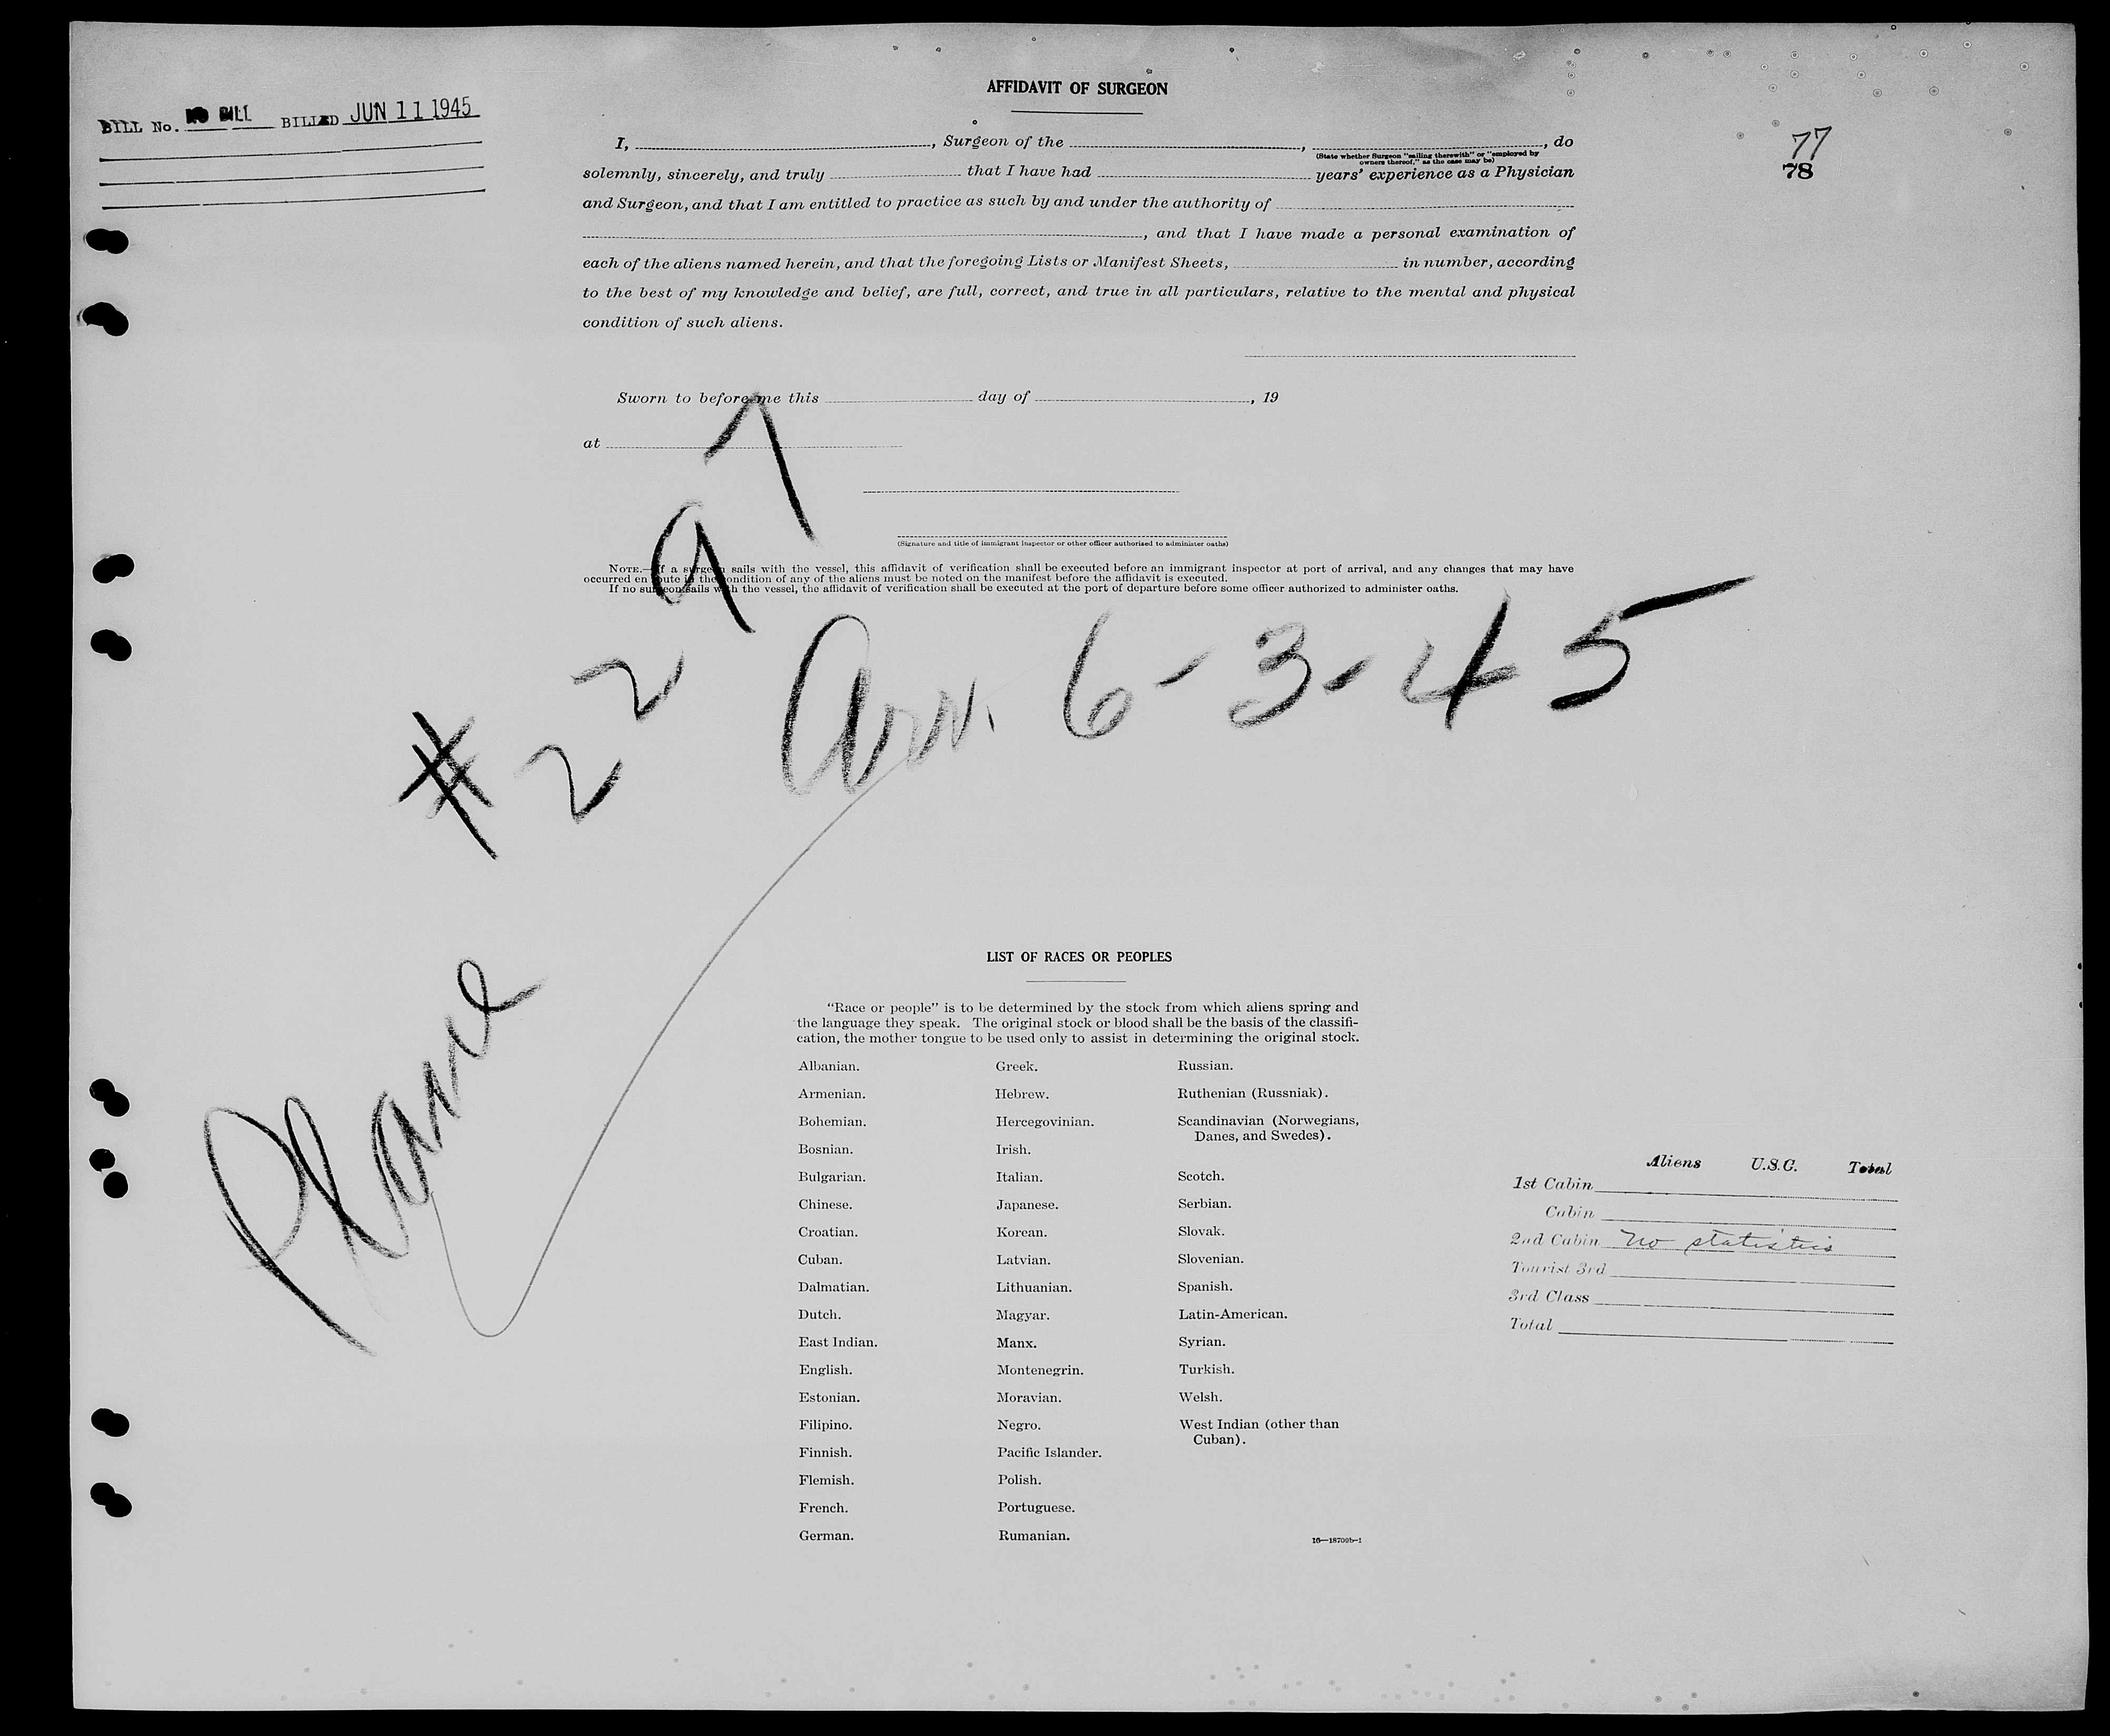 BILL No. NO BILL BILLED JUN 11 1945
AFFIDAVIT OF SURGEON
77
78
I, , Surgeon of the , , do
(State whether Surgeon "sailing therewith" or "employed by
owners thereof," as the case may be)
solemnly, sincerely, and truly that I have had years' experience as a Physician
and Surgeon, and that I am entitled to practice as such by and under the authority of
, and that I have made a personal examination of
each of the aliens named herein, and that the foregoing Lists or Manifest Sheets, in number, according
to the best of my knowledge and belief, are full, correct, and true in all particulars, relative to the mental and physical
condition of such aliens.
Sworn to before me this day of , 19
at
(Signature and title of immigrant inspector or other officer authorized to administer oaths)
NOTE.—If a surgeon sails with the vessel, this affidavit of verification shall be executed before an immigrant inspector at port of arrival, and any changes that may have
occurred en route in the condition of any of the aliens must be noted on the manifest before the affidavit is executed.
If no surgeon sails with the vessel, the affidavit of verification shall be executed at the port of departure before some officer authorized to administer oaths.
Plane # 2297
Arr. 6-3-45
LIST OF RACES OR PEOPLES
"Race or people" is to be determined by the stock from which aliens spring and
the language they speak. The original stock or blood shall be the basis of the classifi-
cation, the mother tongue to be used only to assist in determining the original stock.
Albanian.
Armenian.
Bohemian.
Bosnian.
Bulgarian.
Chinese.
Croatian.
Cuban.
Dalmatian.
Dutch.
East Indian.
English.
Estonian.
Filipino.
Finnish.
Flemish.
French.
German.
Greek.
Hebrew.
Hercegovinian.
Irish.
Italian.
Japanese.
Korean.
Latvian.
Lithuanian.
Magyar.
Manx.
Montenegrin.
Moravian.
Negro.
Pacific Islander.
Polish.
Portuguese.
Rumanian.
Russian.
Ruthenian (Russniak).
Scandinavian (Norwegians,
Danes, and Swedes).
Scotch.
Serbian.
Slovak.
Slovenian.
Spanish.
Latin-American.
Syrian.
Turkish.
Welsh.
West Indian (other than
Cuban).
16—18709b-1
Aliens U.S.C. Total
1st Cabin
Cabin
2nd Cabin No statistics
Tourist 3rd
3rd Class
Total